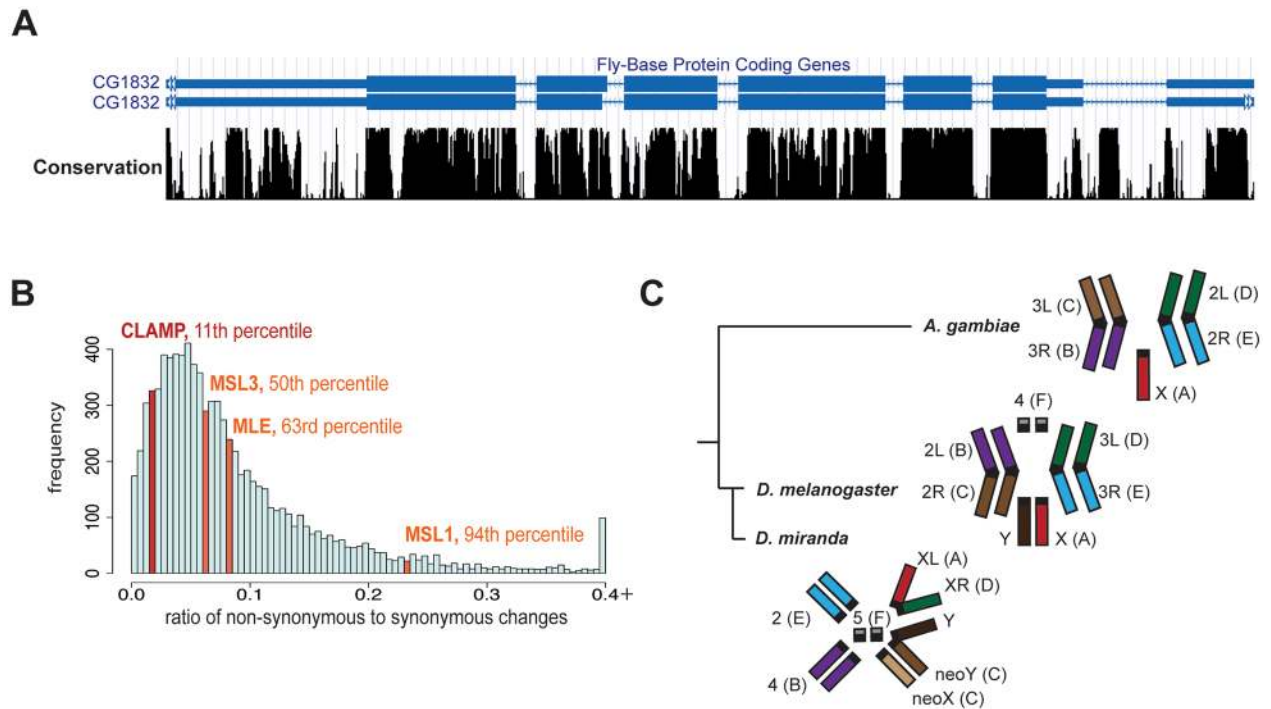 A
Fly-Base Protein Coding Genes
CG1832
CG1832
Conservation
B
CLAMP, 11th percentile
MSL3, 50th percentile
MLE, 63rd percentile
MSL1, 94th percentile
frequency
400
300
200
100
0
0.0
0.1
0.2
0.3
0.4+
ratio of non-synonymous to synonymous changes
C
A. gambiae
3L (C)
2L (D)
3R (B)
2R (E)
X (A)
4 (F)
2L (B)
3L (D)
D. melanogaster
2R (C)
3R (E)
D. miranda
Y
X (A)
XL (A)
XR (D)
2 (E)
5 (F)
Y
4 (B)
neoY (C)
neoX (C)